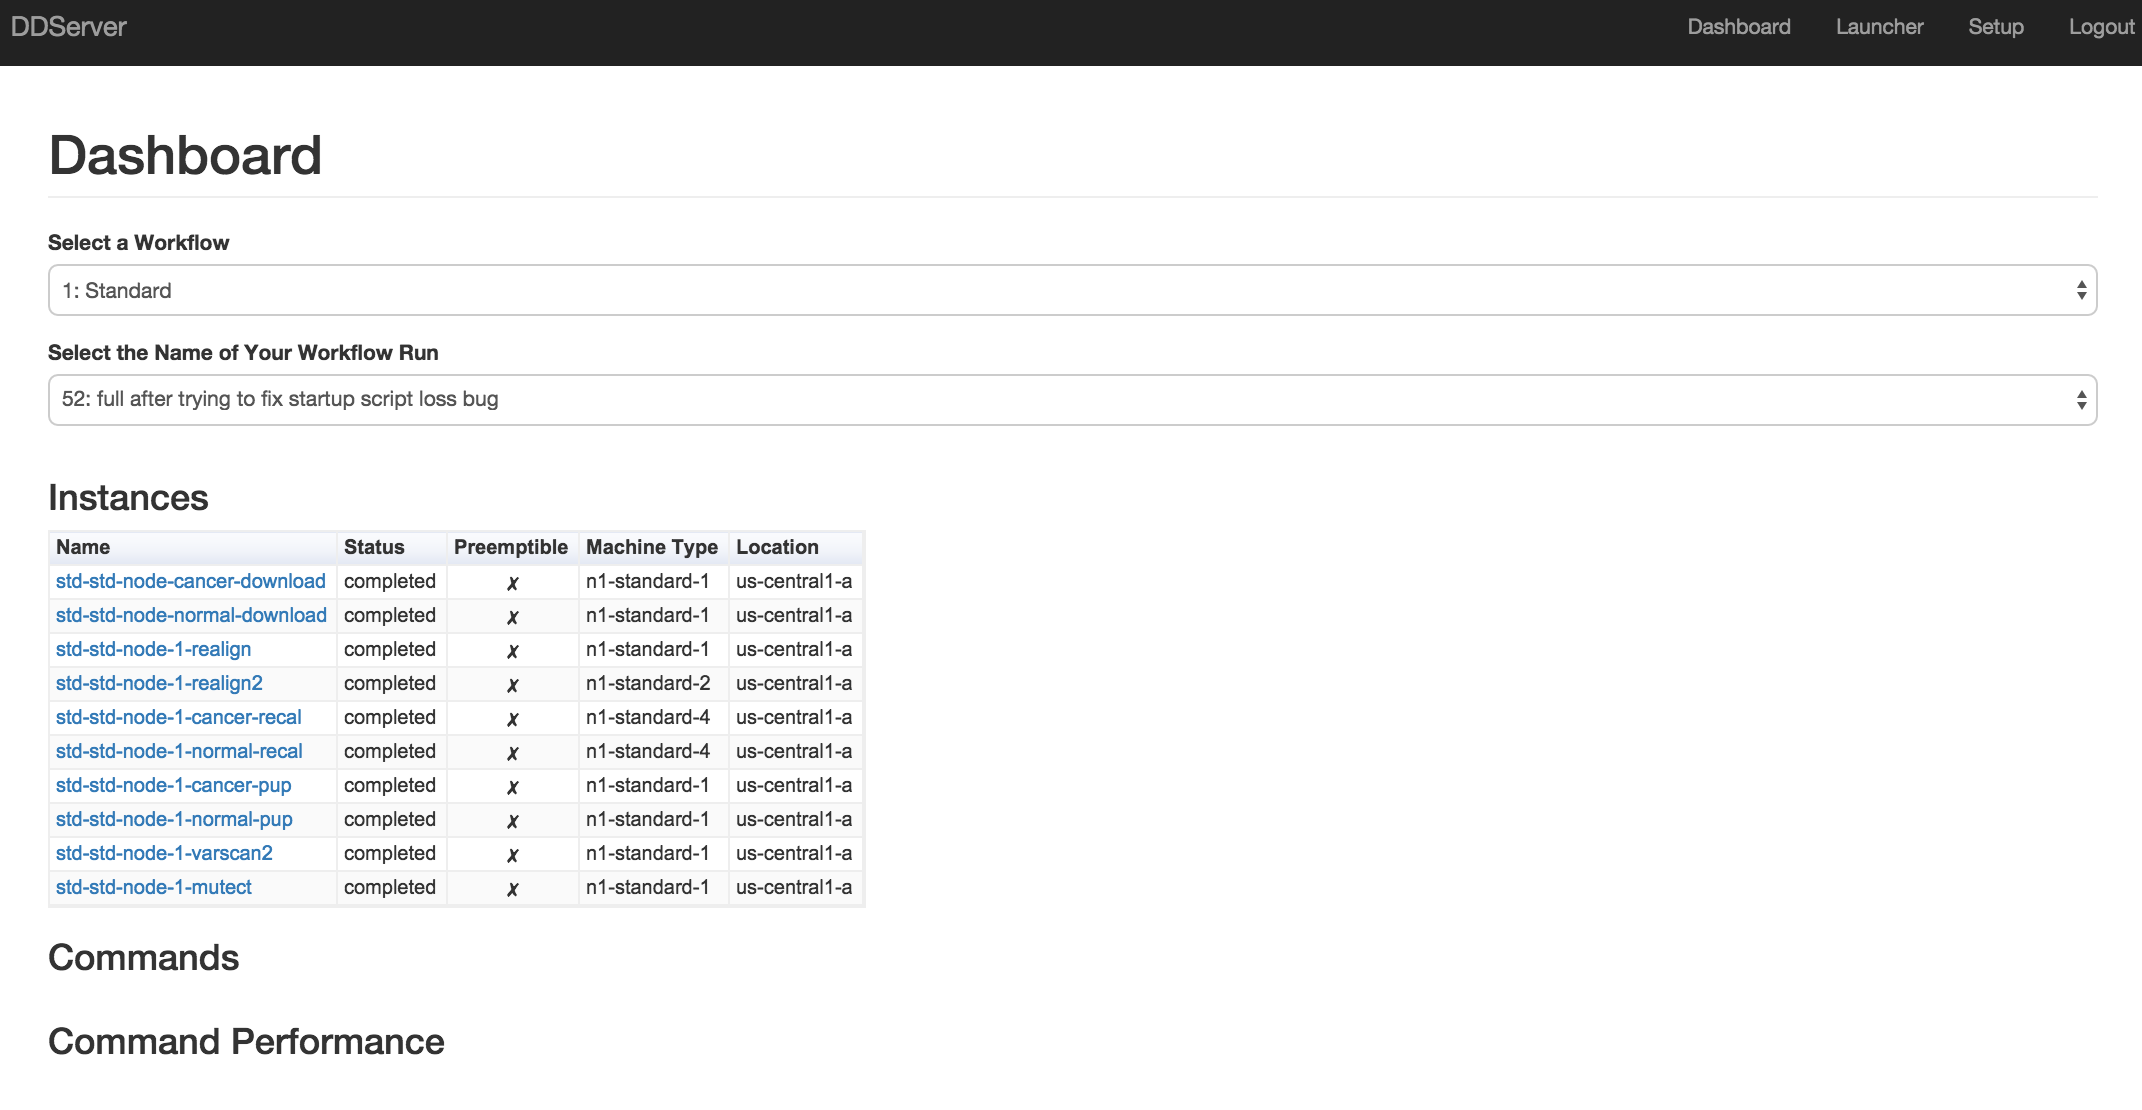 DDServer Dashboard Launcher Setup Logout
Dashboard
Select a Workflow
1: Standard
Select the Name of Your Workflow Run
52: full after trying to fix startup script loss bug
Instances
Name Status Preemptible Machine Type Location
std-std-node-cancer-download completed ✗ n1-standard-1 us-central1-a
std-std-node-normal-download completed ✗ n1-standard-1 us-central1-a
std-std-node-1-realign completed ✗ n1-standard-1 us-central1-a
std-std-node-1-realign2 completed ✗ n1-standard-2 us-central1-a
std-std-node-1-cancer-recal completed ✗ n1-standard-4 us-central1-a
std-std-node-1-normal-recal completed ✗ n1-standard-4 us-central1-a
std-std-node-1-cancer-pup completed ✗ n1-standard-1 us-central1-a
std-std-node-1-normal-pup completed ✗ n1-standard-1 us-central1-a
std-std-node-1-varscan2 completed ✗ n1-standard-1 us-central1-a
std-std-node-1-mutect completed ✗ n1-standard-1 us-central1-a
Commands
Command Performance